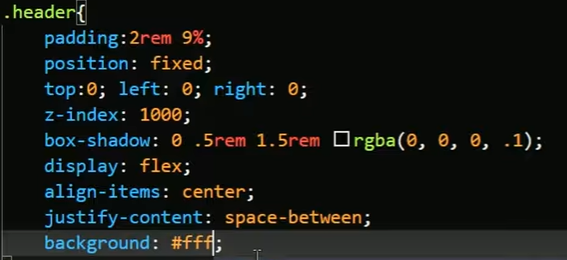 .header{
padding:2rem 9%;
position: fixed;
top:0; left: 0; right: 0;
z-index: 1000;
box-shadow: 0 .5rem 1.5rem rgba(0, 0, 0, .1);
display: flex;
align-items: center;
justify-content: space-between;
background: #fff;